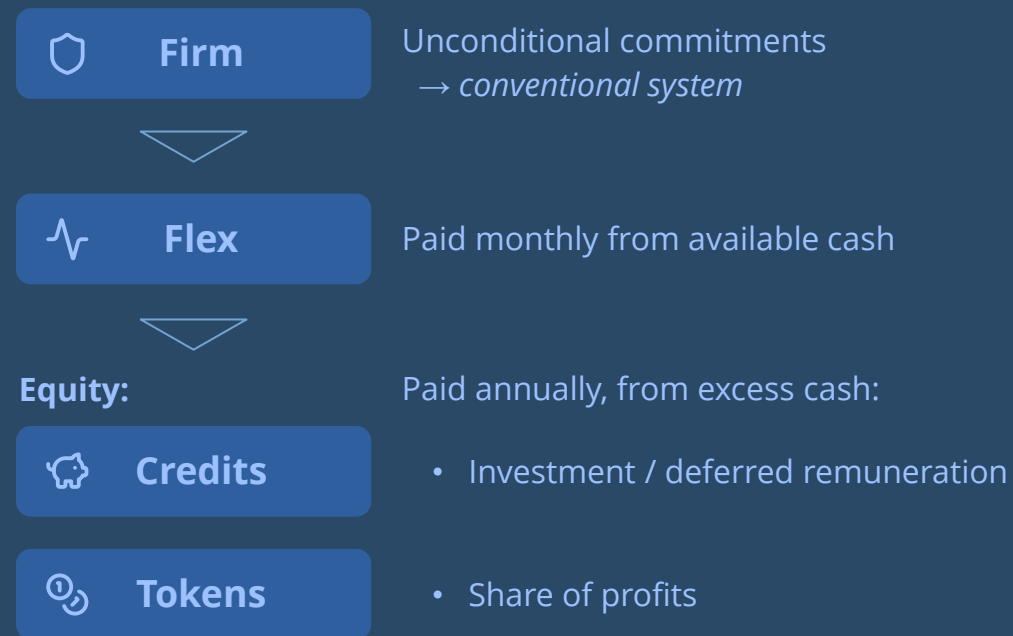 Firm
Unconditional commitments
→ conventional system
Flex
Paid monthly from available cash
Equity:
Paid annually, from excess cash:
Credits
• Investment / deferred remuneration
Tokens
• Share of profits